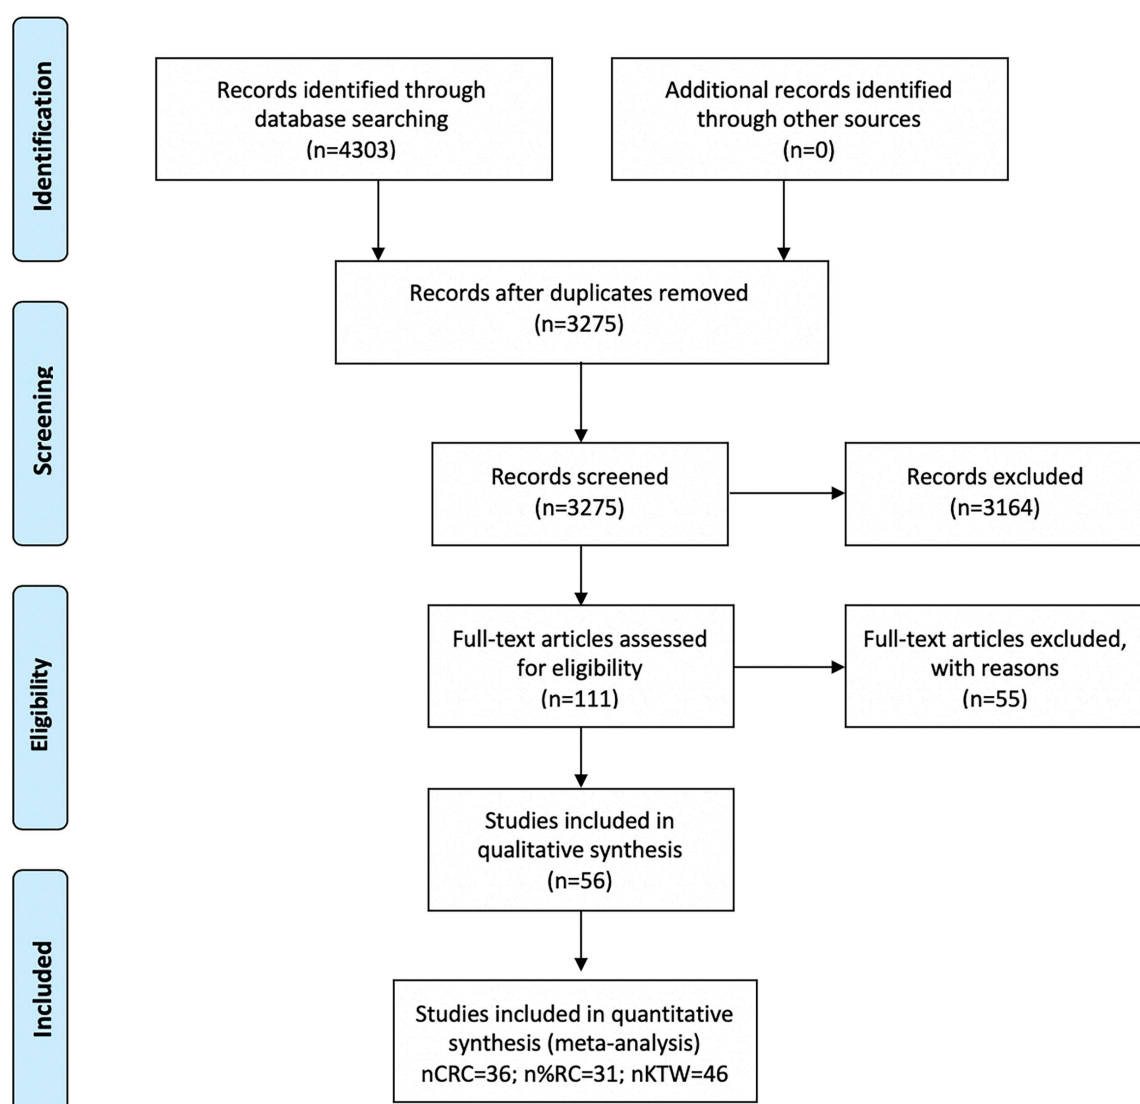 Identification
Records identified through
database searching
(n=4303)
Additional records identified
through other sources
(n=0)
Records after duplicates removed
(n=3275)
Screening
Records screened
(n=3275)
Records excluded
(n=3164)
Eligibility
Full-text articles assessed
for eligibility
(n=111)
Full-text articles excluded,
with reasons
(n=55)
Studies included in
qualitative synthesis
(n=56)
Included
Studies included in quantitative
synthesis (meta-analysis)
nCRC=36; n%RC=31; nKTW=46